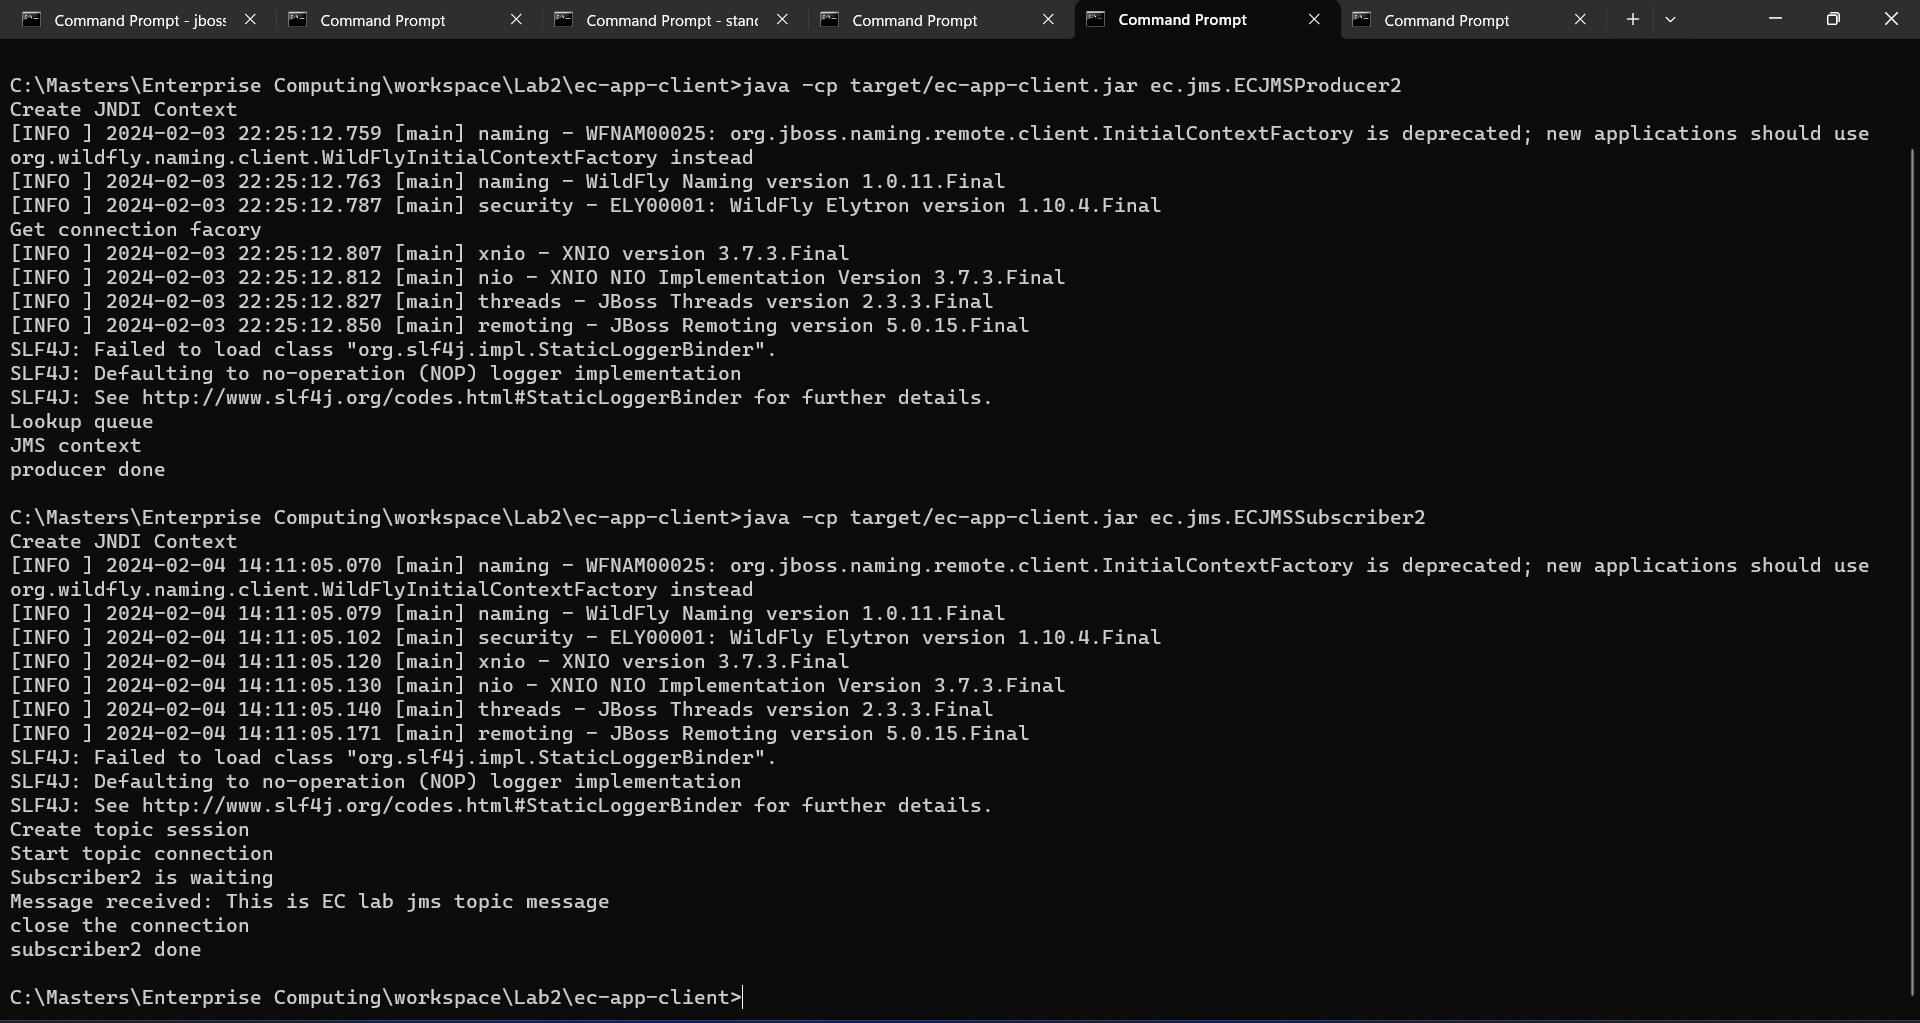 Command Prompt - jboss
Command Prompt
Command Prompt - stand
Command Prompt
Command Prompt
Command Prompt
C:\Masters\Enterprise Computing\workspace\Lab2\ec-app-client>java -cp target/ec-app-client.jar ec.jms.ECJMSProducer2
Create JNDI Context
[INFO ] 2024-02-03 22:25:12.759 [main] naming - WFNAM00025: org.jboss.naming.remote.client.InitialContextFactory is deprecated; new applications should use
org.wildfly.naming.client.WildFlyInitialContextFactory instead
[INFO ] 2024-02-03 22:25:12.763 [main] naming - WildFly Naming version 1.0.11.Final
[INFO ] 2024-02-03 22:25:12.787 [main] security - ELY00001: WildFly Elytron version 1.10.4.Final
Get connection facory
[INFO ] 2024-02-03 22:25:12.807 [main] xnio - XNIO version 3.7.3.Final
[INFO ] 2024-02-03 22:25:12.812 [main] nio - XNIO NIO Implementation Version 3.7.3.Final
[INFO ] 2024-02-03 22:25:12.827 [main] threads - JBoss Threads version 2.3.3.Final
[INFO ] 2024-02-03 22:25:12.850 [main] remoting - JBoss Remoting version 5.0.15.Final
SLF4J: Failed to load class "org.slf4j.impl.StaticLoggerBinder".
SLF4J: Defaulting to no-operation (NOP) logger implementation
SLF4J: See http://www.slf4j.org/codes.html#StaticLoggerBinder for further details.
Lookup queue
JMS context
producer done
C:\Masters\Enterprise Computing\workspace\Lab2\ec-app-client>java -cp target/ec-app-client.jar ec.jms.ECJMSSubscriber2
Create JNDI Context
[INFO ] 2024-02-04 14:11:05.070 [main] naming - WFNAM00025: org.jboss.naming.remote.client.InitialContextFactory is deprecated; new applications should use
org.wildfly.naming.client.WildFlyInitialContextFactory instead
[INFO ] 2024-02-04 14:11:05.079 [main] naming - WildFly Naming version 1.0.11.Final
[INFO ] 2024-02-04 14:11:05.102 [main] security - ELY00001: WildFly Elytron version 1.10.4.Final
[INFO ] 2024-02-04 14:11:05.120 [main] xnio - XNIO version 3.7.3.Final
[INFO ] 2024-02-04 14:11:05.130 [main] nio - XNIO NIO Implementation Version 3.7.3.Final
[INFO ] 2024-02-04 14:11:05.140 [main] threads - JBoss Threads version 2.3.3.Final
[INFO ] 2024-02-04 14:11:05.171 [main] remoting - JBoss Remoting version 5.0.15.Final
SLF4J: Failed to load class "org.slf4j.impl.StaticLoggerBinder".
SLF4J: Defaulting to no-operation (NOP) logger implementation
SLF4J: See http://www.slf4j.org/codes.html#StaticLoggerBinder for further details.
Create topic session
Start topic connection
Subscriber2 is waiting
Message received: This is EC lab jms topic message
close the connection
subscriber2 done
C:\Masters\Enterprise Computing\workspace\Lab2\ec-app-client>